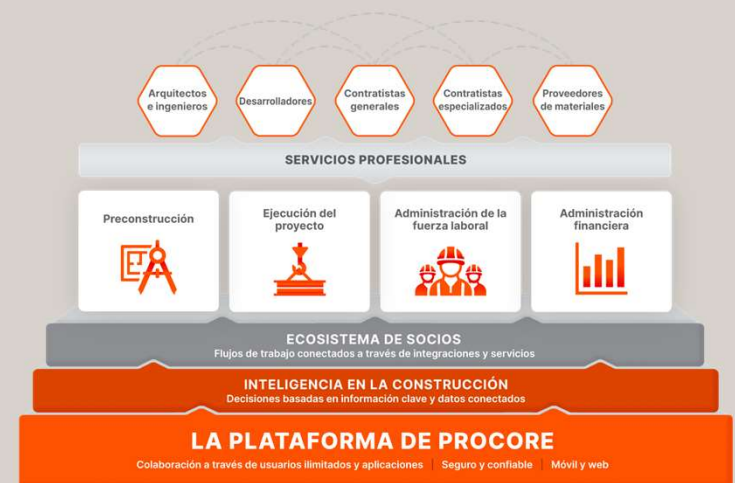 Arquitectos
e ingenieros
Desarrolladores
Contratistas
generales
Contratistas
especializados
Proveedores
de materiales
SERVICIOS PROFESIONALES
Preconstrucción
Ejecución del
proyecto
Administración de la
fuerza laboral
Administración
financiera
ECOSISTEMA DE SOCIOS
Flujos de trabajo conectados a través de integraciones y servicios
INTELIGENCIA EN LA CONSTRUCCIÓN
Decisiones basadas en información clave y datos conectados
LA PLATAFORMA DE PROCORE
Colaboración a través de usuarios ilimitados y aplicaciones | Seguro y confiable | Móvil y web